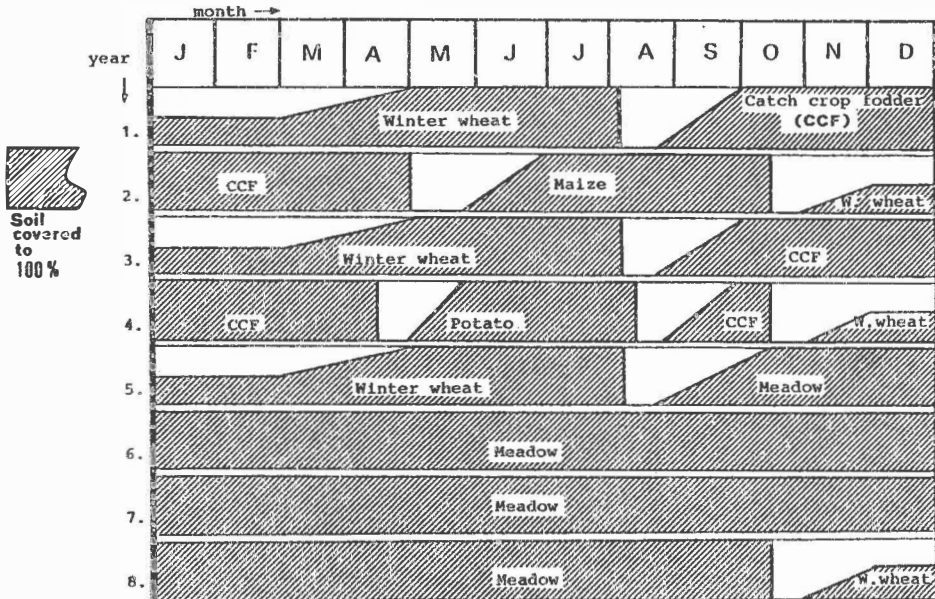 month →
year
J F M A M J J A S O N D
1.
Winter wheat
Catch crop fodder
(CCF)
2.
CCF
Maize
W. wheat
Soil
covered
to
100 %
3.
Winter wheat
CCF
4.
CCF
Potato
CCF
W.wheat
5.
Winter wheat
Meadow
6.
Meadow
7.
Meadow
8.
Meadow
W.wheat